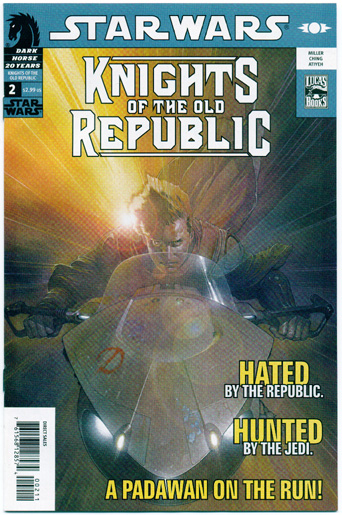 STAR WARS
DARK
HORSE
20 YEARS
KNIGHTS OF THE
OLD REPUBLIC
2 $2.99 US
STAR
WARS
MILLER
CHING
ATIYEH
LUCAS
BOOKS
KNIGHTS
OF THE OLD
REPUBLIC
HATED
BY THE REPUBLIC.
HUNTED
BY THE JEDI.
A PADAWAN ON THE RUN!
DIRECT SALES
00211